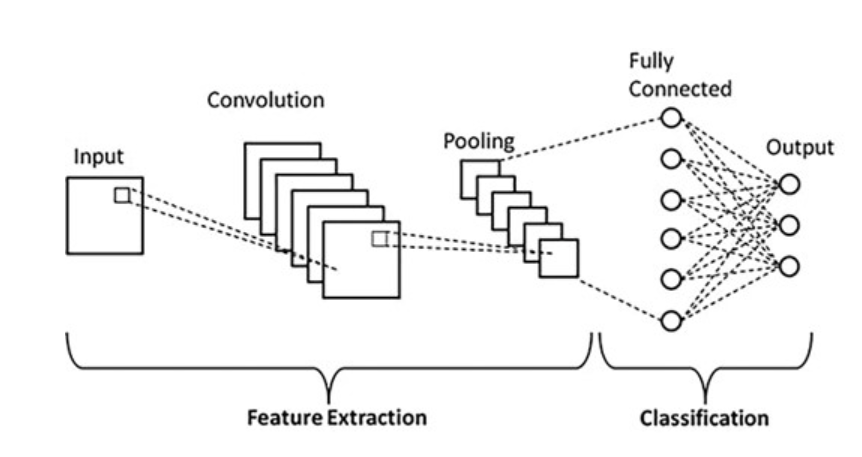 Input
Convolution
Pooling
Fully
Connected
Output
Feature Extraction
Classification